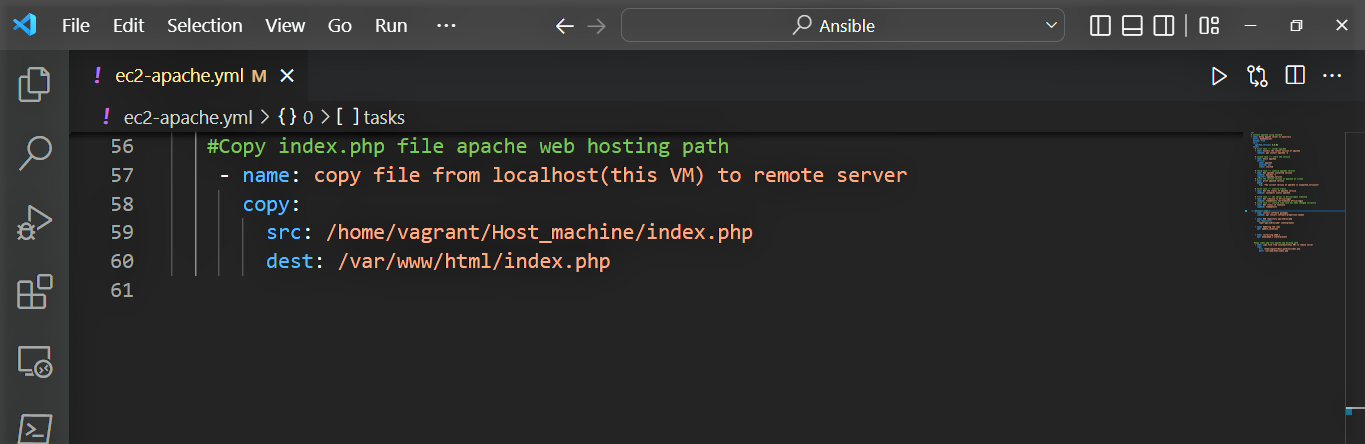 File Edit Selection View Go Run ··· Ansible
! ec2-apache.yml M
! ec2-apache.yml > {} 0 > [ ] tasks
56 #Copy index.php file apache web hosting path
57 - name: copy file from localhost(this VM) to remote server
58 copy:
59 src: /home/vagrant/Host_machine/index.php
60 dest: /var/www/html/index.php
61